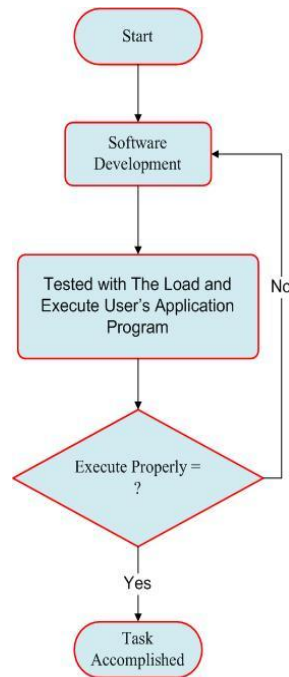 Start
Software
Development
Tested with The Load and
Execute User's Application
Program
No
Execute Properly =
?
Yes
Task
Accomplished